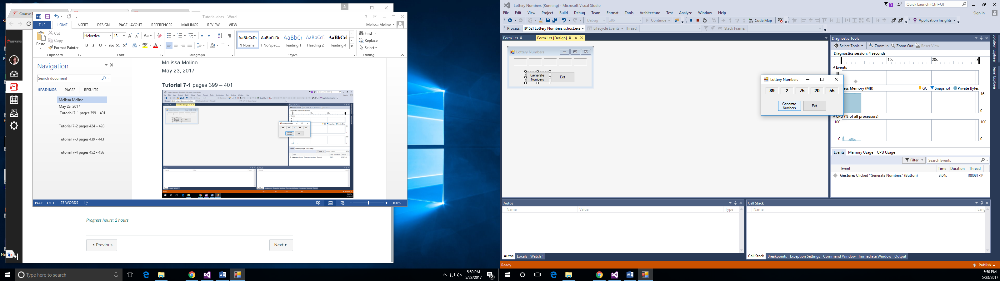 Course
Tutorial.docx - Word
FILE HOME INSERT DESIGN PAGE LAYOUT REFERENCES MAILINGS REVIEW VIEW
Melissa Meline
Paste
Cut
Copy
Format Painter
Clipboard
Helvetica 13
Font
Paragraph
AaBbCcDc AaBbCcDc AaBbCc AaBbCcD AaBbCcI
¶ Normal ¶ No Spac... Heading 1 Heading 2 Heading 4
Styles
Find
Replace
Select
Editing
Navigation
Search document
HEADINGS PAGES RESULTS
Melissa Meline
May 23, 2017
Tutorial 7-1 pages 399 – 401
Tutorial 7-2 pages 424 – 428
Tutorial 7-3 pages 439 - 443
Tutorial 7-4 pages 452 - 456
Melissa Meline
May 23, 2017
Tutorial 7-1 pages 399 – 401
PAGE 1 OF 1 27 WORDS
100%
Progress hours: 2 hours
Previous
Next
Type here to search
5:50 PM
5/23/2017
2
Lottery Numbers (Running) - Microsoft Visual Studio
3
Quick Launch (Ctrl+Q)
File Edit View Project Build Debug Team Format Tools Architecture Test Analyze Window Help
Sign in
Debug x86 Continue Code Map Application Insights
Process: [9152] Lottery Numbers.vshost.exe Lifecycle Events Thread: Stack Frame:
Form1.cs Form1.cs [Design]
Lottery Numbers
Generate Numbers
Exit
Diagnostic Tools
Select Tools Zoom In Zoom Out Reset View
Diagnostics session: 4 seconds
10s 20s 3
Events
Lottery Numbers
89 2 75 20 55
Generate Numbers
Exit
ess Memory (MB) GC Snapshot Private Bytes
16
0
CPU (% of all processors)
100 100
0 0
Events Memory Usage CPU Usage
Filter Search Events
Event Time Duration Thread
Gesture: Clicked "Generate Numbers" (Button) 3.04s [8808] <N
Solution Explorer
Team Explorer
Autos
Name Value Type
Autos Locals Watch 1
Call Stack
Name Lang
Call Stack Breakpoints Exception Settings Command Window Immediate Window Output
Ready
Publish
5:50 PM
5/23/2017